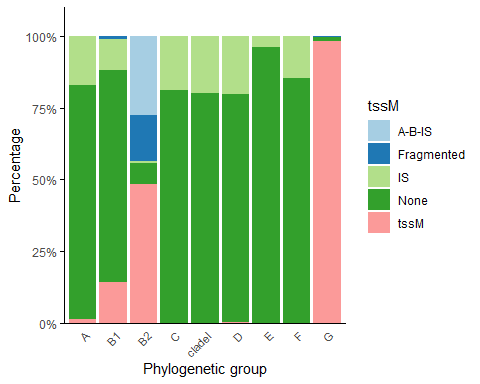 100%
75%
50%
25%
0%
Percentage
A
B1
B2
C
cladeI
D
E
F
G
Phylogenetic group
tssM
A-B-IS
Fragmented
IS
None
tssM